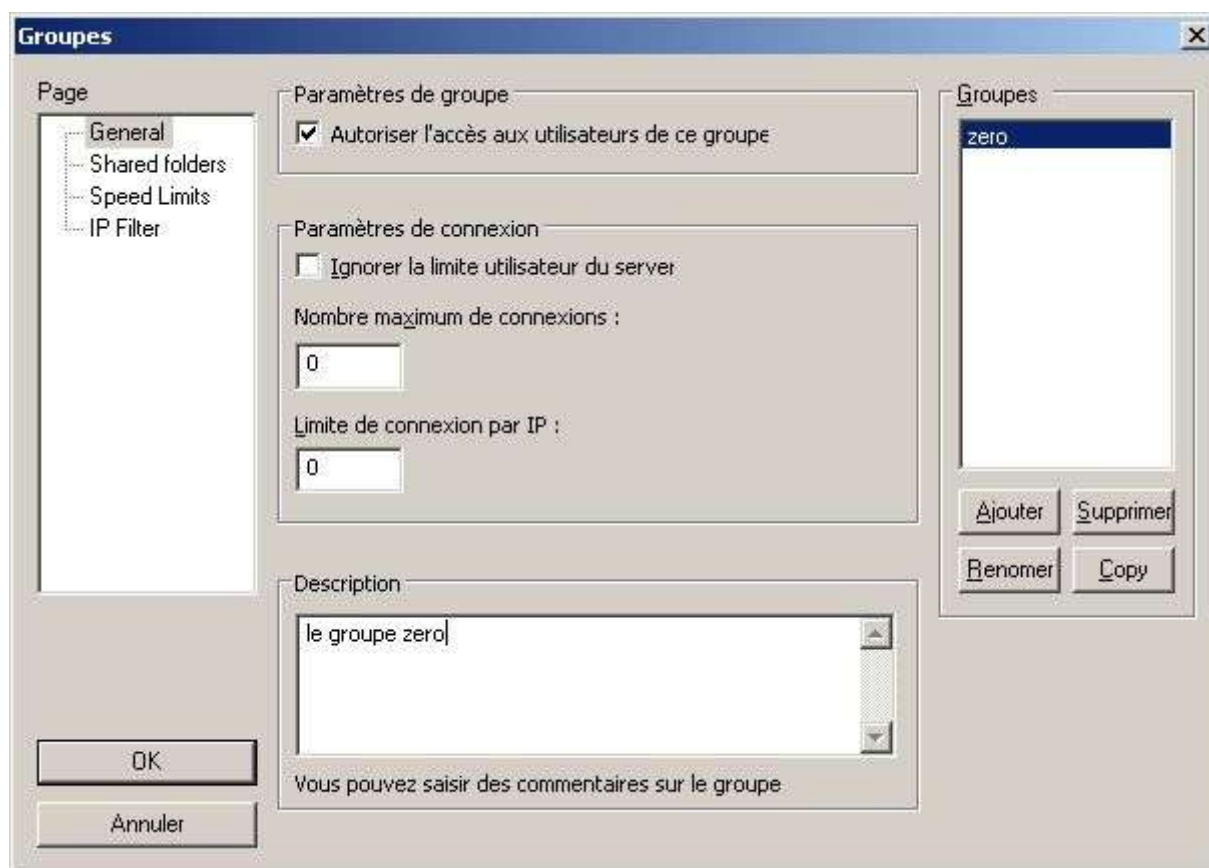 Groupes
Page
General
Shared folders
Speed Limits
IP Filter
OK
Annuler
Paramètres de groupe
Autoriser l'accès aux utilisateurs de ce groupe
Paramètres de connexion
Ignorer la limite utilisateur du server
Nombre maximum de connexions :
0
Limite de connexion par IP :
0
Description
le groupe zero
Vous pouvez saisir des commentaires sur le groupe
Groupes
zero
Ajouter Supprimer
Renomer Copy